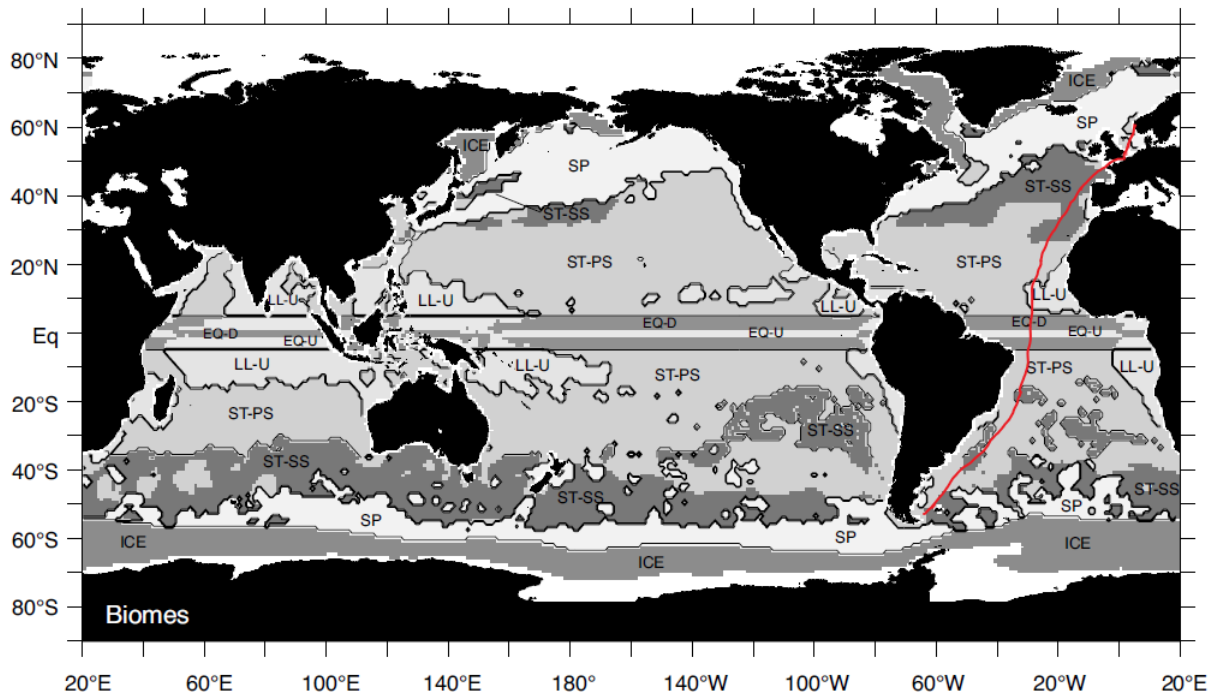 80°N
60°N
40°N
20°N
Eq
20°S
40°S
60°S
80°S
ICE
ICE
SP
SP
ST-SS
ST-SS
ST-PS
ST-PS
LL-U
LL-U
LL-U
LL-U
EQ-D
EQ-U
EQ-D
EQ-U
EQ-D
EQ-U
LL-U
LL-U
LL-U
ST-PS
ST-PS
ST-PS
ST-SS
ST-SS
ST-SS
ST-SS
SP
SP
SP
ICE
ICE
ICE
Biomes
20°E
60°E
100°E
140°E
180°
140°W
100°W
60°W
20°W
20°E